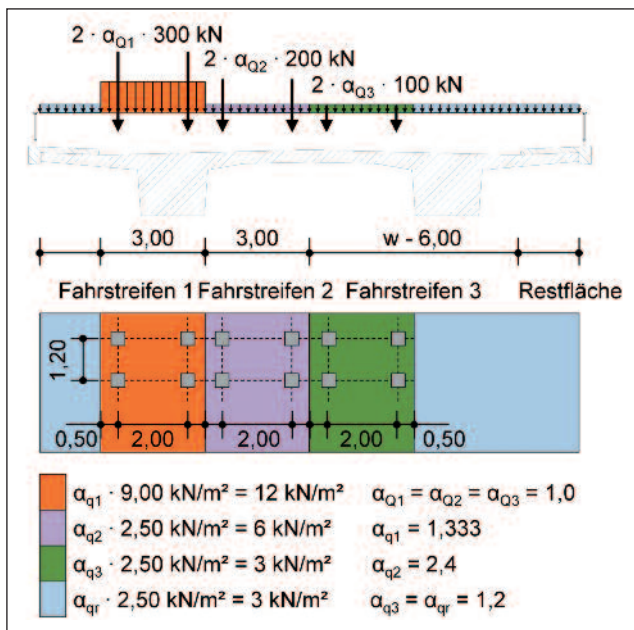 2 · α_Q1 · 300 kN
2 · α_Q2 · 200 kN
2 · α_Q3 · 100 kN
3,00 3,00 w - 6,00
Fahrstreifen 1 Fahrstreifen 2 Fahrstreifen 3 Restfläche
1,20
0,50 2,00 2,00 2,00 0,50
α_q1 · 9,00 kN/m² = 12 kN/m² α_Q1 = α_Q2 = α_Q3 = 1,0
α_q2 · 2,50 kN/m² = 6 kN/m² α_q1 = 1,333
α_q3 · 2,50 kN/m² = 3 kN/m² α_q2 = 2,4
α_qr · 2,50 kN/m² = 3 kN/m² α_q3 = α_qr = 1,2